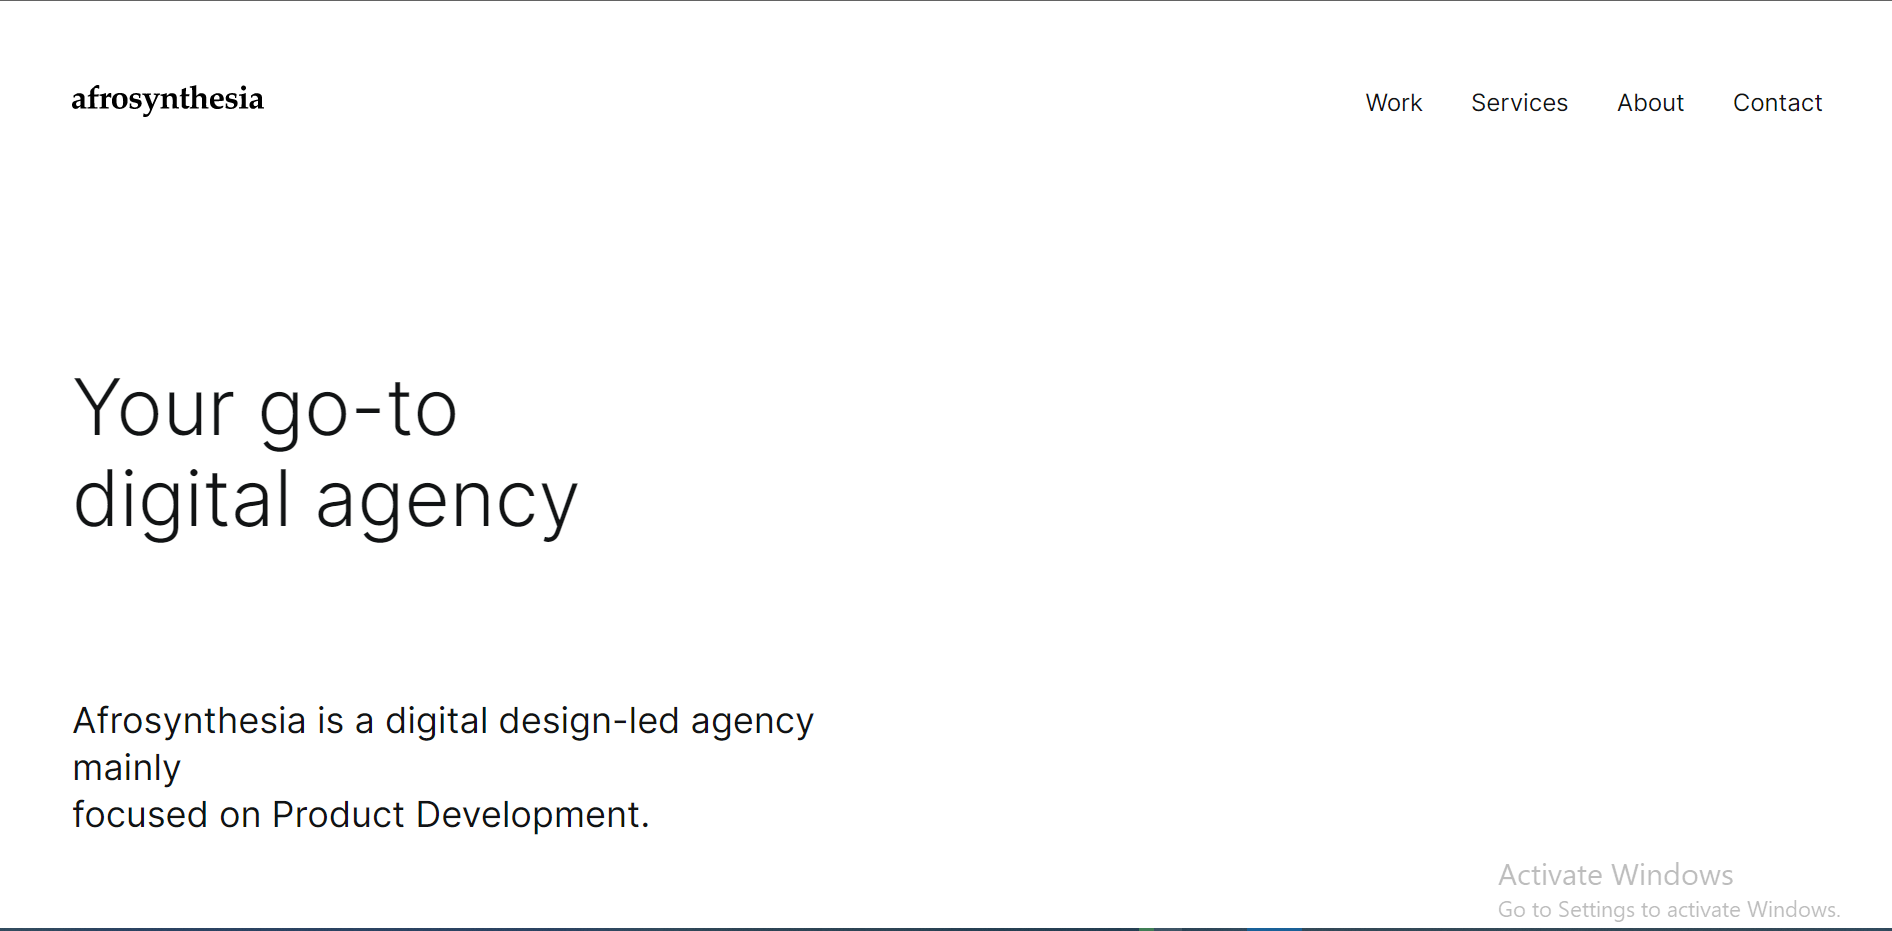 afrosynthesia
Work Services About Contact
Your go-to
digital agency
Afrosynthesia is a digital design-led agency
mainly
focused on Product Development.
Activate Windows
Go to Settings to activate Windows.